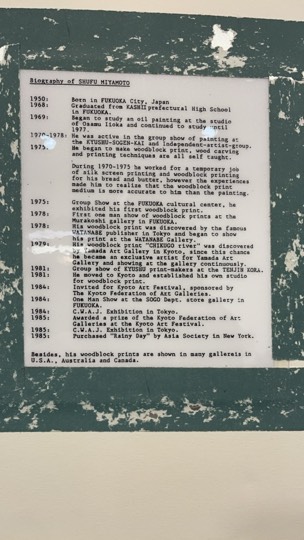 Biography of SHUFU MIYAMOTO
1950: Born in FUKUOKA City, Japan
1968: Graduated from KASHII prefectural High School
in FUKUOKA.
1969: Began to study an oil painting at the studio
of Osamu Iioka and continued to study until
1977.
1970-1978: He was active in the group show of painting at
the KYUSHU-SOGEN-KAI and Independent-artist-group.
1975: He began to make woodblock print, wood carving
and printing techniques are all self taught.
During 1970-1975 he worked for a temporary job
of silk screen printing and woodblock printing
for his bread and butter, however the experiences
made him to realize that the woodblock print
medium is more accurate to him than the painting.
1975: Group Show at the FUKUOKA cultural center, he
exhibited his first woodblock print.
1978: First one man show of woodblock prints at the
Murakoshi gallery in FUKUOKA.
1978: His woodblock print was discovered by the famous
WATANABE publisher in Tokyo and began to show
his print at the WATANABE Gallery.
1979: His woodblock print "CHIKUGO river" was discovered
by Yamada Art Gallery in Kyoto, since this chance
he became an exclusive artist for Yamada Art
Gallery and showing at the gallery continuously.
1981: Group show of KYUSHU print-makers at the TENJIN KORA.
1981: He moved to Kyoto and established his own studio
for woodblock print.
1984: Invited for Kyoto Art Festival, sponsored by
The Kyoto Federation of Art Galleries.
1984: One Man Show at the SOGO Dept. store gallery in
FUKUOKA.
1984: C.W.A.J. Exhibition in Tokyo.
1985: Awarded a prize of the Kyoto Federation of Art
Galleries at the Kyoto Art Festival.
1985: C.W.A.J. Exhibition in Tokyo.
1985: Purchased "Rainy Day" by Asia Society in New York.
Besides, his woodblock prints are shown in many gallereis in
U.S.A., Australia and Canada.